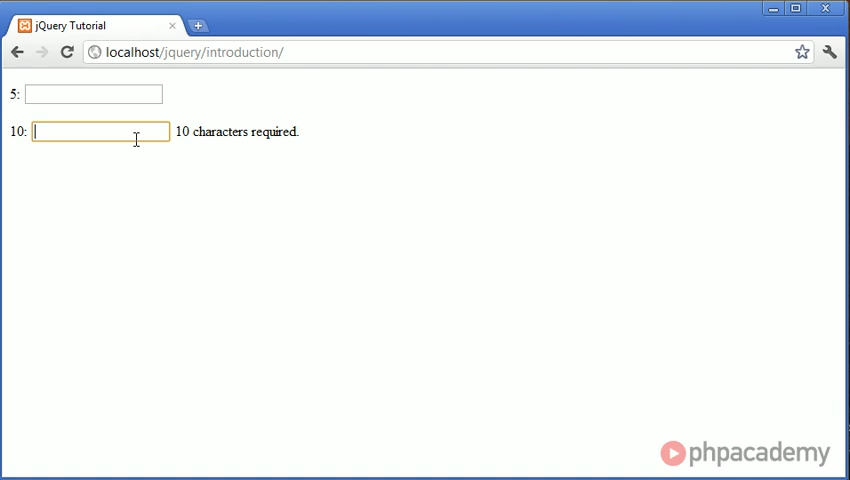 jQuery Tutorial
localhost/jquery/introduction/
5:
10: 10 characters required.
phpacademy